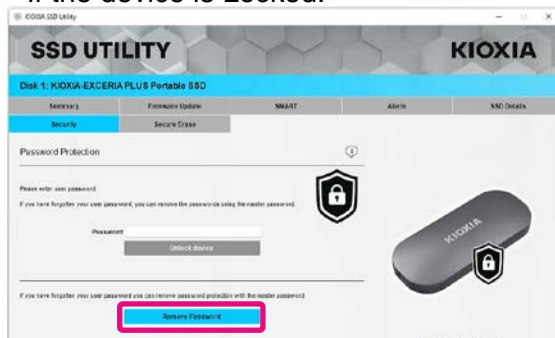 If the device is Locked:
KIOXIA SSD Utility
SSD UTILITY
KIOXIA
Disk 1: KIOXIA-EXCERIA PLUS Portable SSD
Summary Firmware Update SMART Alerts SSD Details
Security Secure Erase
Password Protection
Please enter user password
If you have forgotten your user password, you can remove the passwords using the master password.
Password
Unlock device
KIOXIA
If you have forgotten your user password you can remove password protection with the master password
Remove Password